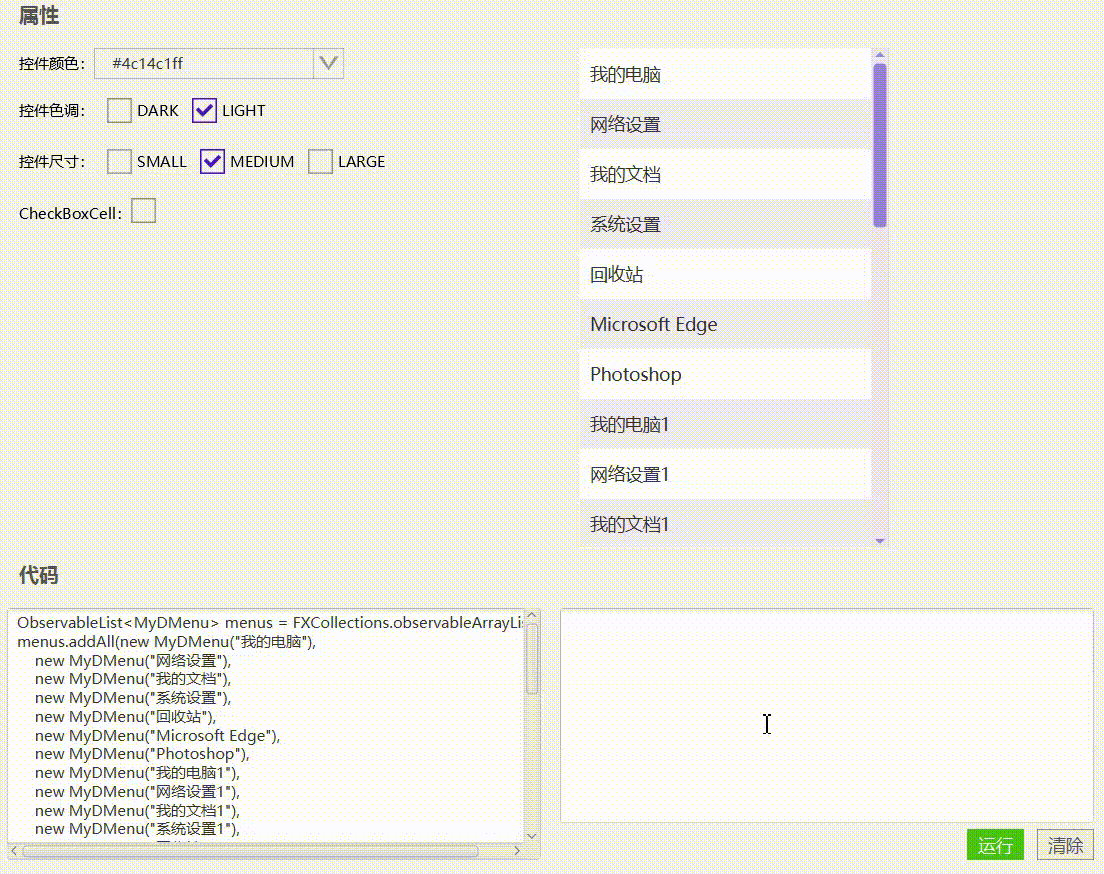 属性
控件颜色： #4c14c1ff
控件色调： DARK LIGHT
控件尺寸： SMALL MEDIUM LARGE
CheckBoxCell：
我的电脑
网络设置
我的文档
系统设置
回收站
Microsoft Edge
Photoshop
我的电脑1
网络设置1
我的文档1
代码
ObservableList<MyDMenu> menus = FXCollections.observableArrayLis
menus.addAll(new MyDMenu("我的电脑"),
new MyDMenu("网络设置"),
new MyDMenu("我的文档"),
new MyDMenu("系统设置"),
new MyDMenu("回收站"),
new MyDMenu("Microsoft Edge"),
new MyDMenu("Photoshop"),
new MyDMenu("我的电脑1"),
new MyDMenu("网络设置1"),
new MyDMenu("我的文档1"),
new MyDMenu("系统设置1"),
运行 清除